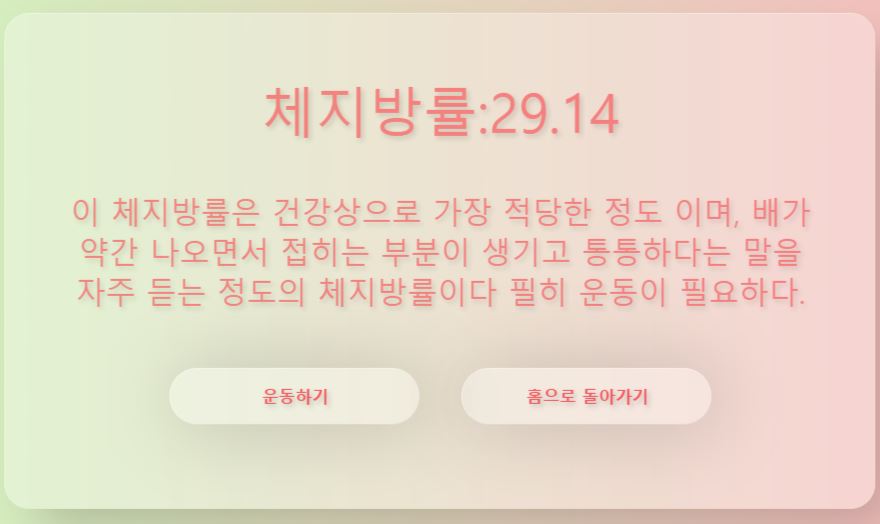 체지방률:29.14
이 체지방률은 건강상으로 가장 적당한 정도 이며, 배가
약간 나오면서 접히는 부분이 생기고 통통하다는 말을
자주 듣는 정도의 체지방률이다 필히 운동이 필요하다.
운동하기
홈으로 돌아가기